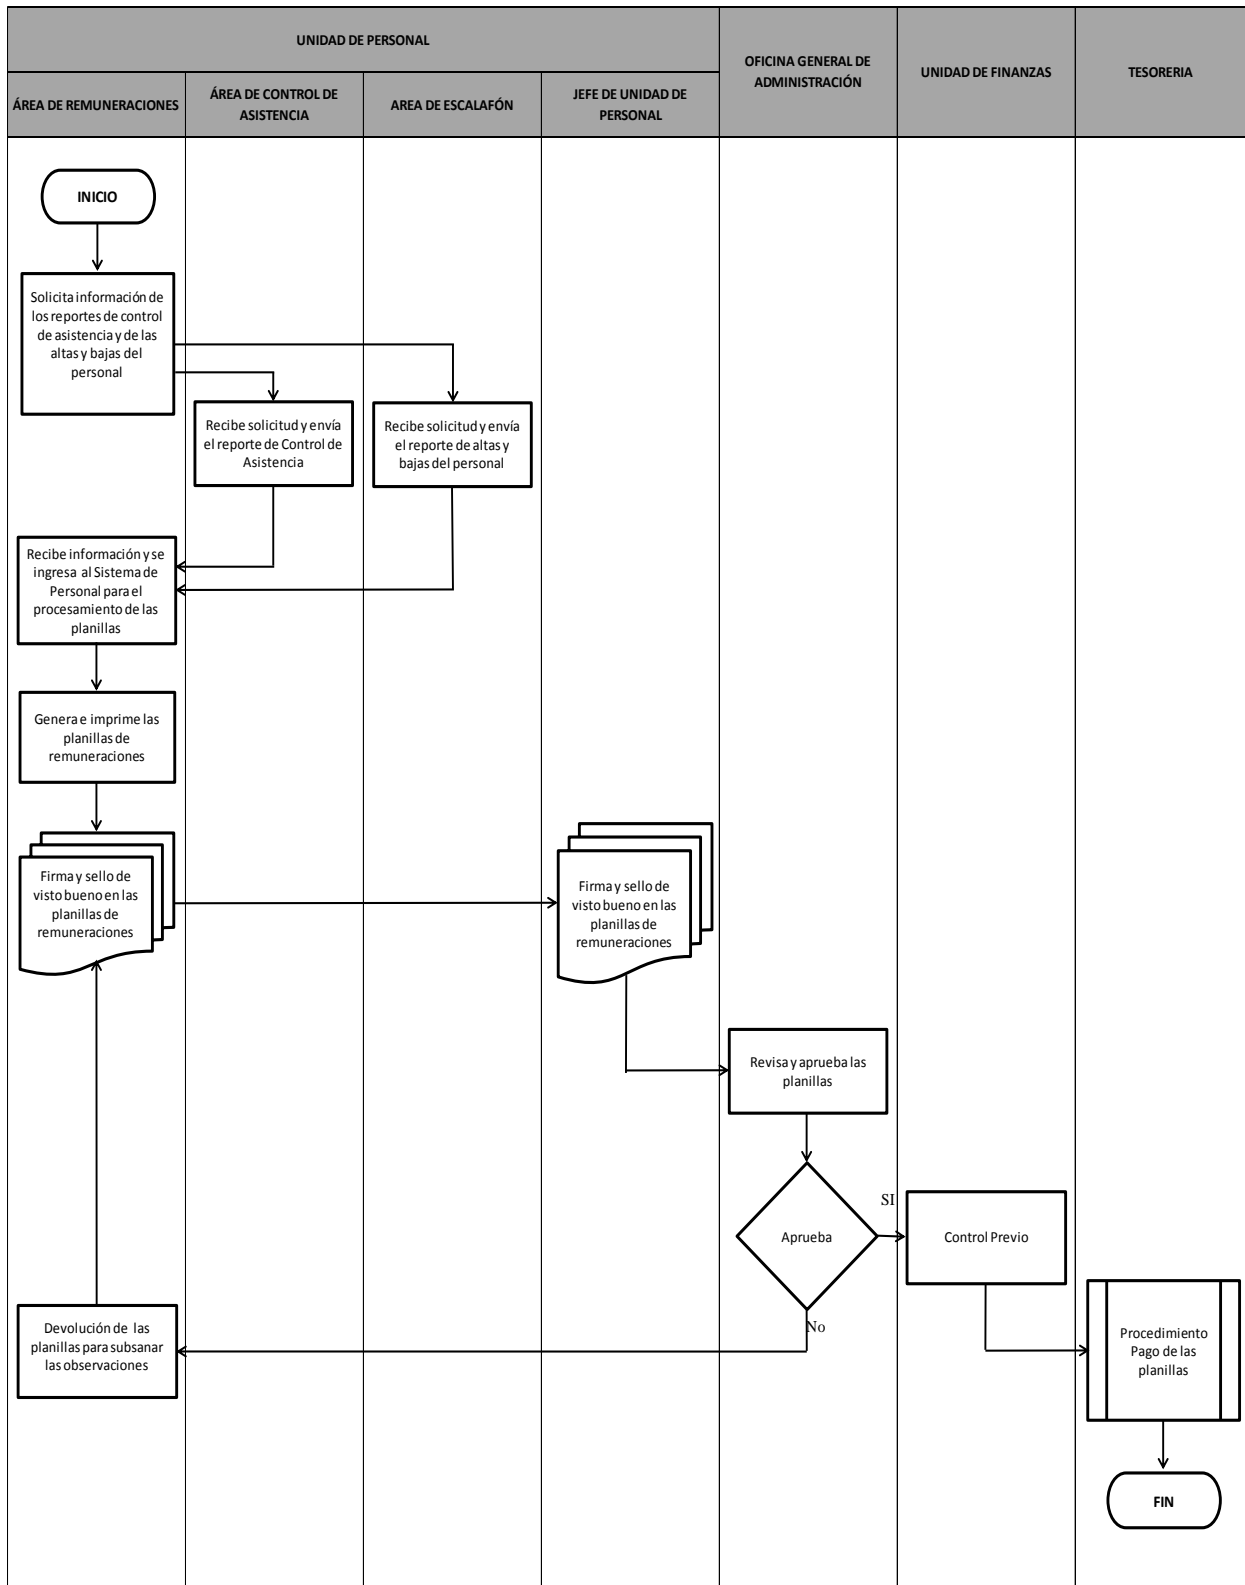 UNIDAD DE PERSONAL
OFICINA GENERAL DE
ADMINISTRACIÓN
UNIDAD DE FINANZAS
TESORERIA
ÁREA DE REMUNERACIONES
ÁREA DE CONTROL DE
ASISTENCIA
AREA DE ESCALAFÓN
JEFE DE UNIDAD DE
PERSONAL
INICIO
Solicita información de
los reportes de control
de asistencia y de las
altas y bajas del
personal
Recibe solicitud y envía
el reporte de Control de
Asistencia
Recibe solicitud y envía
el reporte de altas y
bajas del personal
Recibe información y se
ingresa al Sistema de
Personal para el
procesamiento de las
planillas
Genera e imprime las
planillas de
remuneraciones
Firma y sello de
visto bueno en las
planillas de
remuneraciones
Firma y sello de
visto bueno en las
planillas de
remuneraciones
Revisa y aprueba las
planillas
Aprueba
SI
Control Previo
No
Devolución de las
planillas para subsanar
las observaciones
Procedimiento
Pago de las
planillas
FIN